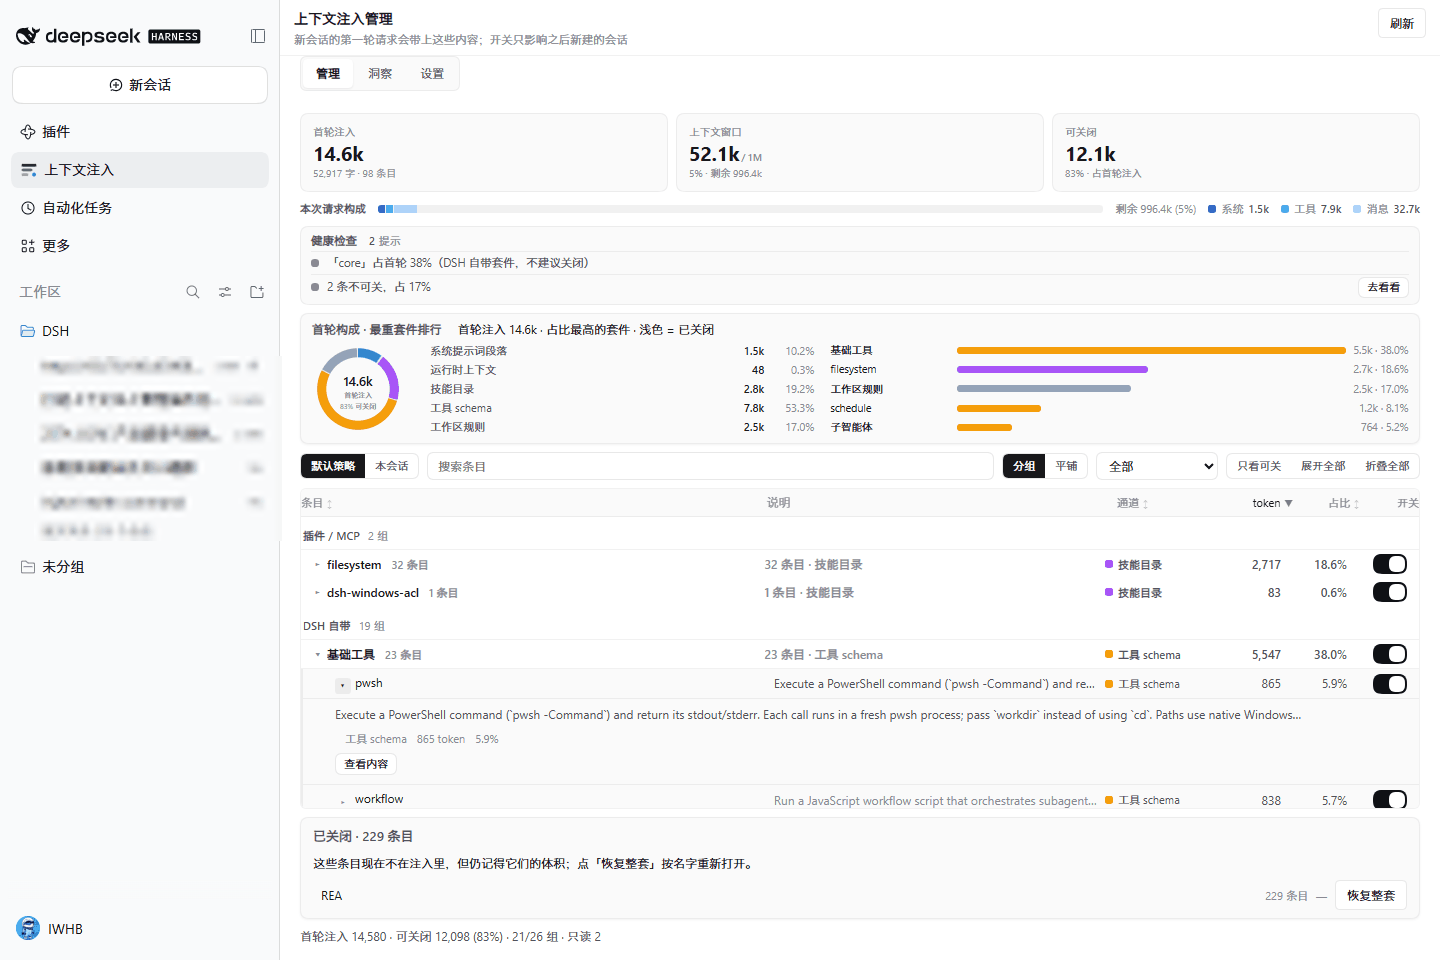 deepseek HARNESS
新会话
插件
上下文注入
自动化任务
更多
工作区
DSH
未分组
IWHB
上下文注入管理
新会话的第一轮请求会带上这些内容；开关只影响之后新建的会话
刷新
管理 洞察 设置
首轮注入
14.6k
52,917 字 · 98 条目
上下文窗口
52.1k / 1M
5% · 剩余 996.4k
可关闭
12.1k
83% · 占首轮注入
本次请求构成 剩余 996.4k (5%) 系统 1.5k 工具 7.9k 消息 32.7k
健康检查 2 提示
「core」占首轮 38%（DSH 自带套件，不建议关闭）
2 条不可关，占 17% 去看看
首轮构成 · 最重套件排行 首轮注入 14.6k · 占比最高的套件 · 浅色 = 已关闭
14.6k
首轮注入
83% 可关闭
系统提示词段落 1.5k 10.2%
运行时上下文 48 0.3%
技能目录 2.8k 19.2%
工具 schema 7.8k 53.3%
工作区规则 2.5k 17.0%
基础工具 5.5k · 38.0%
filesystem 2.7k · 18.6%
工作区规则 2.5k · 17.0%
schedule 1.2k · 8.1%
子智能体 764 · 5.2%
默认策略 本会话 搜索条目 分组 平铺 全部 只看可关 展开全部 折叠全部
条目 说明 通道 token 占比 开关
插件 / MCP 2 组
filesystem 32 条目 32 条目 · 技能目录 技能目录 2,717 18.6%
dsh-windows-acl 1 条目 1 条目 · 技能目录 技能目录 83 0.6%
DSH 自带 19 组
基础工具 23 条目 23 条目 · 工具 schema 工具 schema 5,547 38.0%
pwsh Execute a PowerShell command (`pwsh -Command`) and re... 工具 schema 865 5.9%
Execute a PowerShell command (`pwsh -Command`) and return its stdout/stderr. Each call runs in a fresh pwsh process; pass `workdir` instead of using `cd`. Paths use native Windows...
工具 schema 865 token 5.9%
查看内容
workflow Run a JavaScript workflow script that orchestrates subagent... 工具 schema 838 5.7%
已关闭 · 229 条目
这些条目现在不在注入里，但仍记得它们的体积；点「恢复整套」按名字重新打开。
REA 229 条目 — 恢复整套
首轮注入 14,580 · 可关闭 12,098 (83%) · 21/26 组 · 只读 2